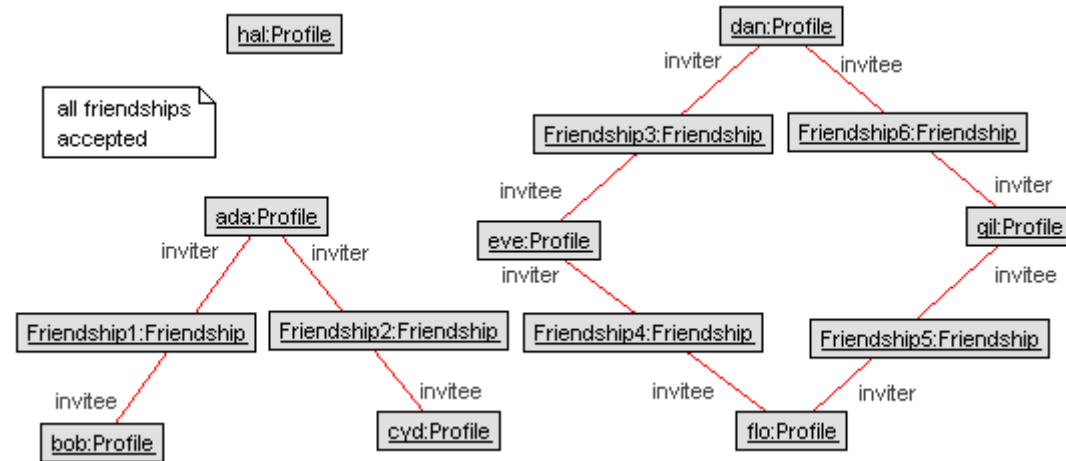 hal:Profile
dan:Profile
inviter
invitee
all friendships
accepted
Friendship3:Friendship
Friendship6:Friendship
invitee
inviter
ada:Profile
eve:Profile
gil:Profile
inviter
inviter
inviter
invitee
Friendship1:Friendship
Friendship2:Friendship
Friendship4:Friendship
Friendship5:Friendship
invitee
invitee
invitee
inviter
bob:Profile
cyd:Profile
flo:Profile